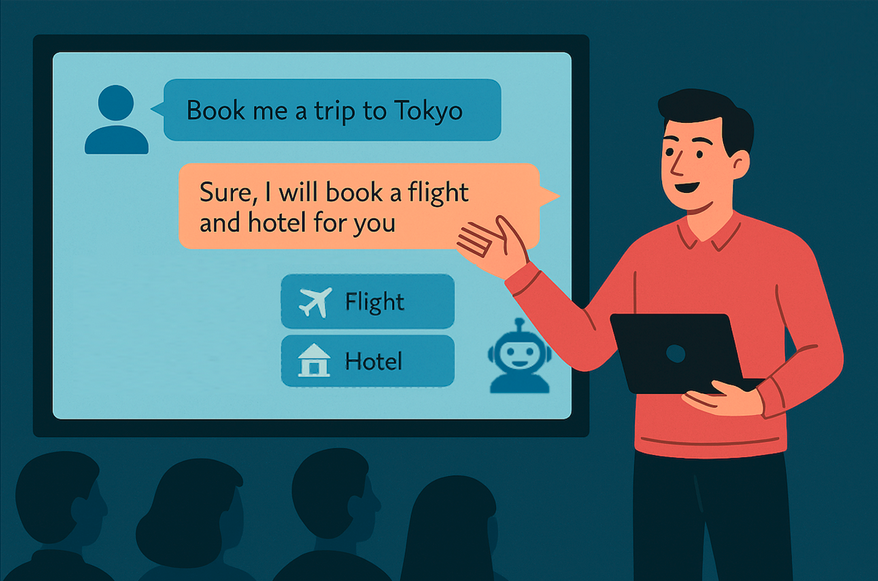 Book me a trip to Tokyo
Sure, I will book a flight
and hotel for you
Flight
Hotel